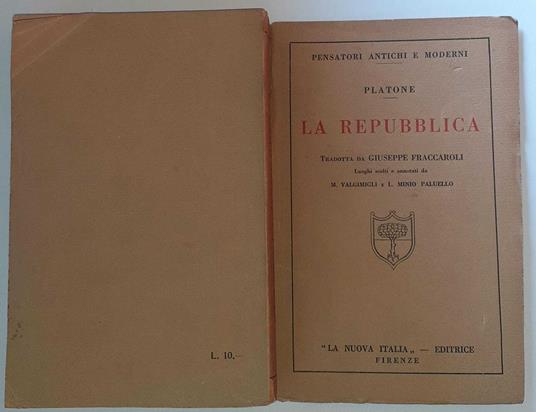 PENSATORI ANTICHI E MODERNI
PLATONE
LA REPUBBLICA
TRADOTTA DA GIUSEPPE FRACCAROLI
Luoghi scelti e annotati da
M. VALGIMIGLI e L. MINIO PALUELLO
"LA NUOVA ITALIA„ — EDITRICE
FIRENZE
L. 10.—